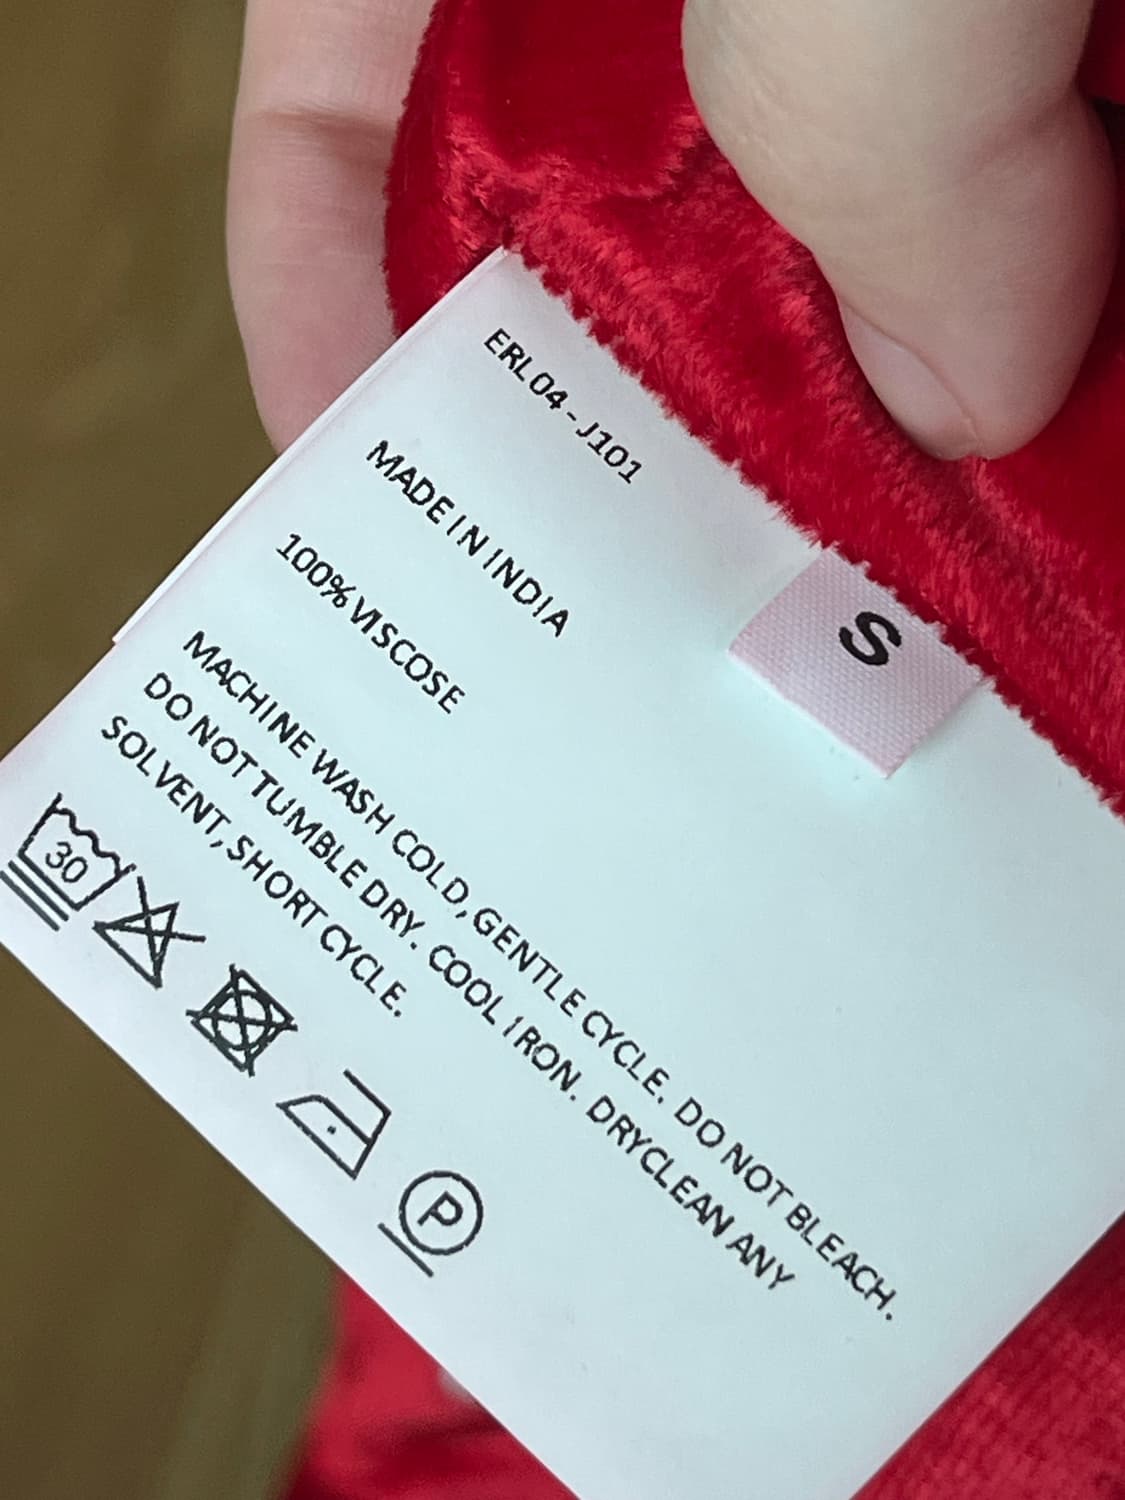 ERL04 - J101
MADE IN INDIA
S
100% VISCOSE
MACHINE WASH COLD, GENTLE CYCLE. DO NOT BLEACH.
DO NOT TUMBLE DRY. COOL IRON. DRYCLEAN ANY
SOLVENT, SHORT CYCLE.
30
P